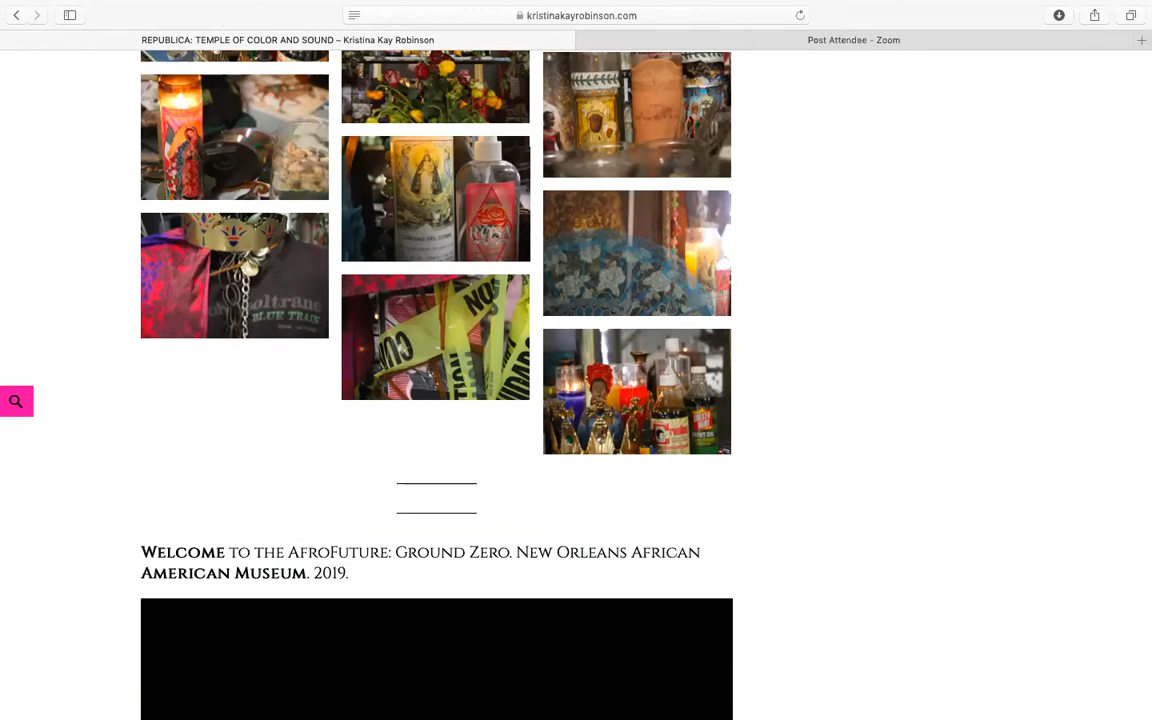 kristinakayrobinson.com
REPUBLICA: TEMPLE OF COLOR AND SOUND – Kristina Kay Robinson
Post Attendee - Zoom
ROSA
coltrane
BLUE TRAIN
WELCOME TO THE AFROFUTURE: GROUND ZERO. NEW ORLEANS AFRICAN
AMERICAN MUSEUM. 2019.